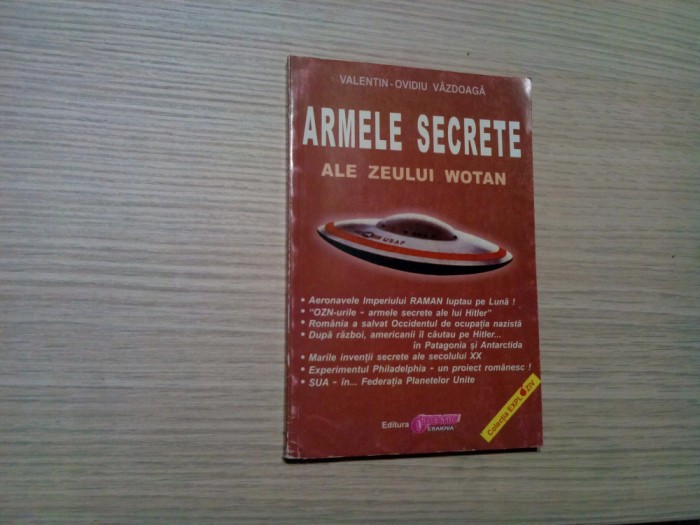 VALENTIN-OVIDIU VĂZDOAGĂ
ARMELE SECRETE
ALE ZEULUI WOTAN
USAF
• Aeronavele Imperiului RAMAN luptau pe Lună !
• "OZN-urile - armele secrete ale lui Hitler"
• România a salvat Occidentul de ocupația nazistă
• După război, americanii îl căutau pe Hitler...
în Patagonia și Antarctida
• Marile invenții secrete ale secolului XX
• Experimentul Philadelphia - un proiect românesc !
• SUA - în... Federația Planetelor Unite
Colecția EXPLOZIV
Editura
CRAIOVA